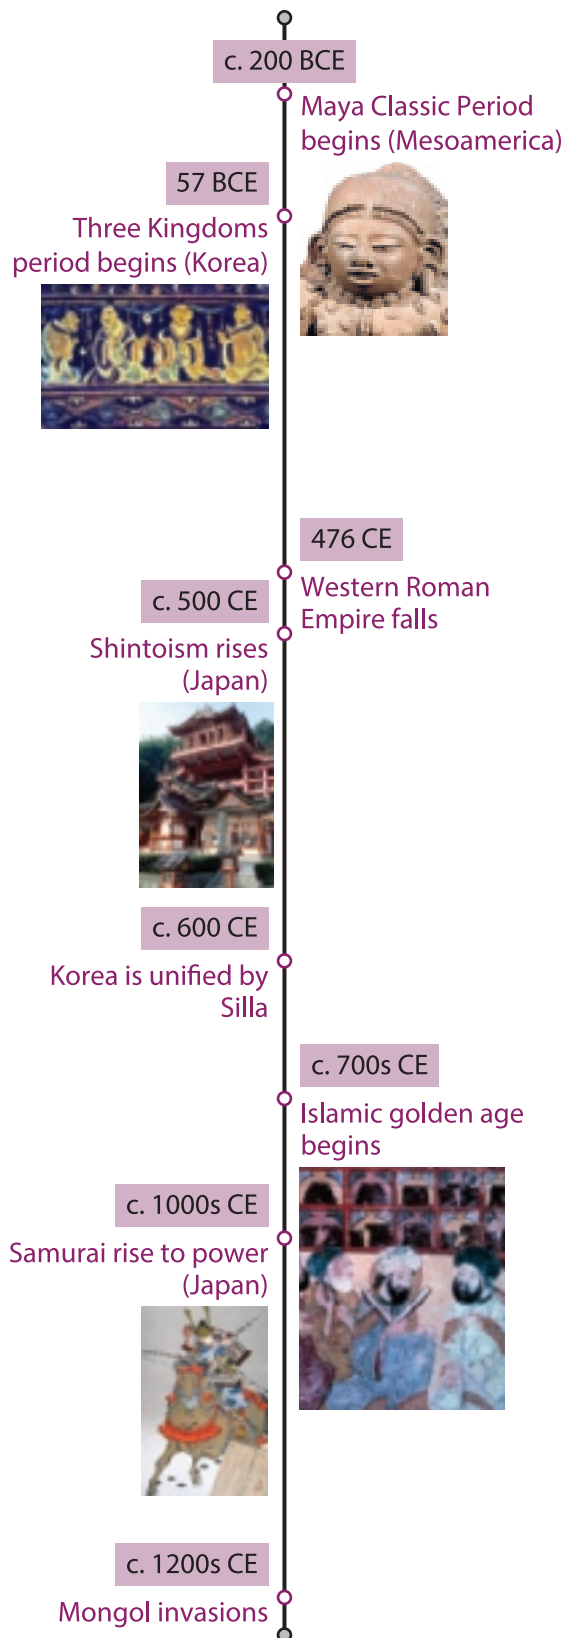 c. 200 BCE
Maya Classic Period
begins (Mesoamerica)
57 BCE
Three Kingdoms
period begins (Korea)
476 CE
Western Roman
Empire falls
c. 500 CE
Shintoism rises
(Japan)
c. 600 CE
Korea is unified by
Silla
c. 700s CE
Islamic golden age
begins
c. 1000s CE
Samurai rise to power
(Japan)
c. 1200s CE
Mongol invasions